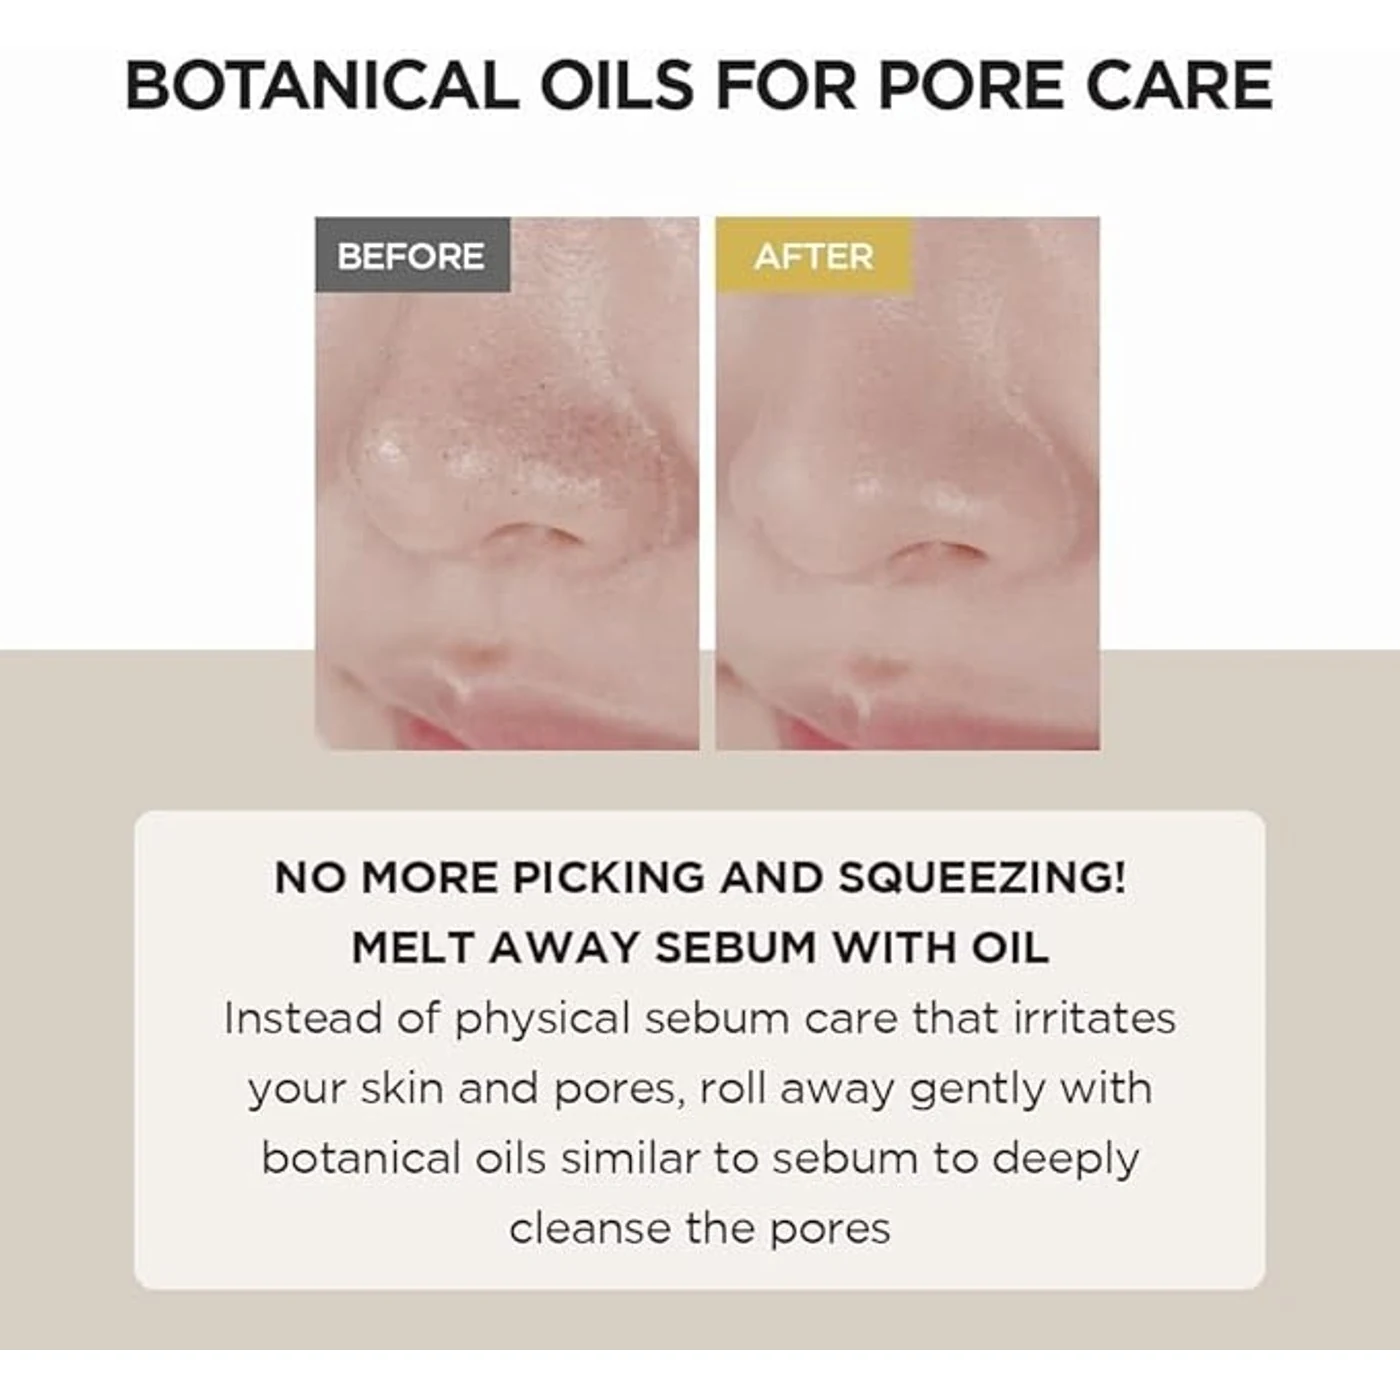 BOTANICAL OILS FOR PORE CARE
BEFORE
AFTER
NO MORE PICKING AND SQUEEZING!
MELT AWAY SEBUM WITH OIL
Instead of physical sebum care that irritates
your skin and pores, roll away gently with
botanical oils similar to sebum to deeply
cleanse the pores